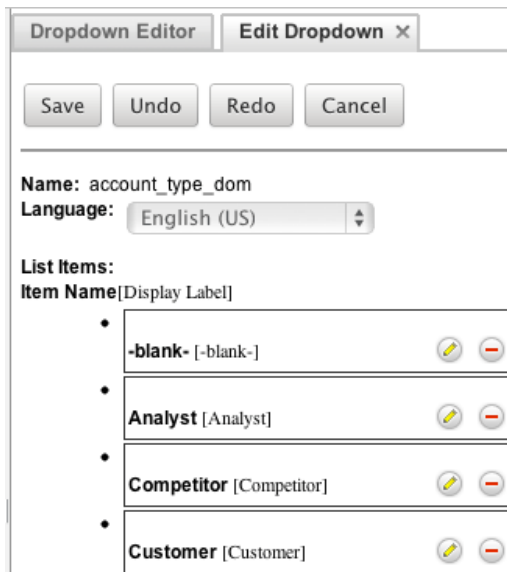 Dropdown Editor Edit Dropdown ×
Save Undo Redo Cancel
Name: account_type_dom
Language: English (US)
List Items:
Item Name[Display Label]
-blank- [-blank-]
Analyst [Analyst]
Competitor [Competitor]
Customer [Customer]